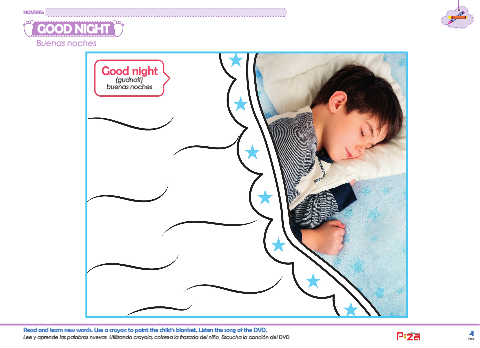 NOMBRE:
GOOD NIGHT
Buenas noches
Good night
(gudnait)
buenas noches
Read and learn new words. Use a crayon to paint the child's blanket. Listen the song of the DVD.
Lee y aprende las palabras nuevas. Utilizando crayola, colorea la frazada del niño. Escucha la canción del DVD.